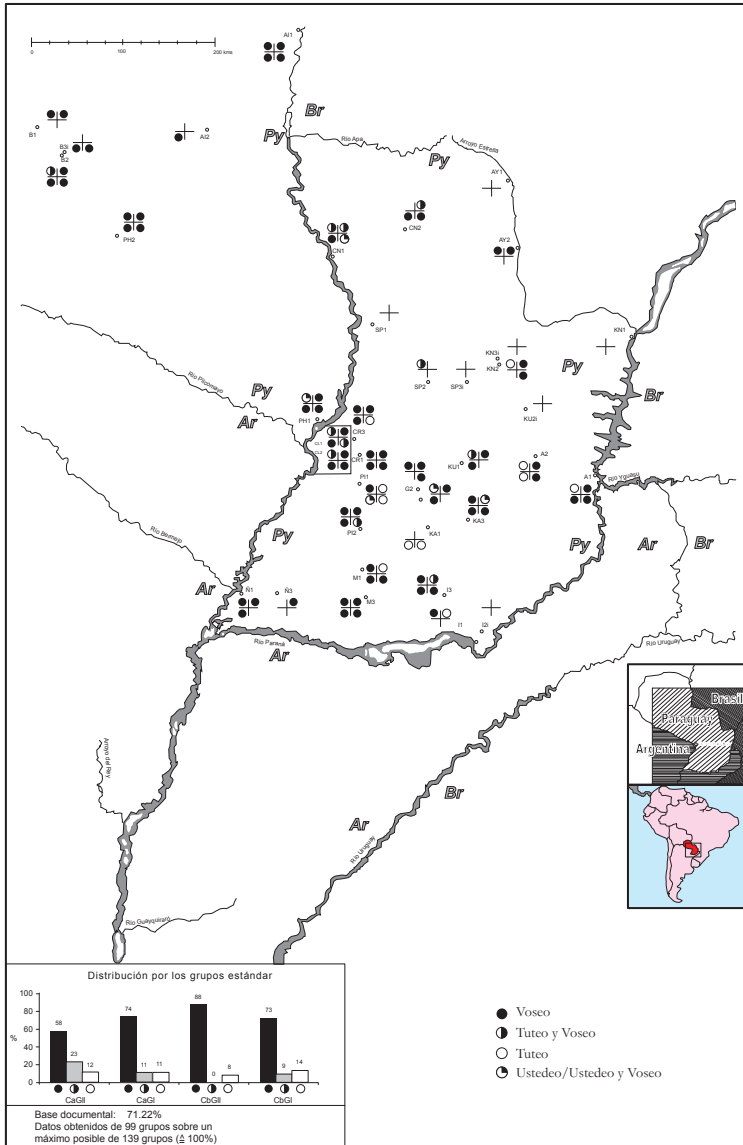 0 100 200 kms
AI1
Br
Py
Río Apa
Py
Arroyo Estrella
B1
B3i
B2
AI2
AY1
PH2
CN1
CN2
AY2
SP1
KN1
KN3i
KN2
Py
Br
SP2
SP3i
KU2i
Río Pilcomayo
Py
Ar
PH1
CR3
CL1
CL2
CR1
KU1
A2
A1
Río Yguasu
PI1
G2
PI2
KA1
KA3
Río Bermejo
Py
Py
Ar
Br
Ar
Ñ1
Ñ3
M1
M3
I3
I1
I2i
Río Paraná
Ar
Río Uruguay
Brasil
Paraguay
Argentina
Arroyo del Rey
Br
Ar
Río Uruguay
Río Guayquiraró
Distribución por los grupos estándar
100
80
60
40
20
0
%
58 23 12
74 11 11
88 0 8
73 9 14
CaGII CaGI CbGII CbGI
Base documental: 71.22%
Datos obtenidos de 99 grupos sobre un
máximo posible de 139 grupos (≙ 100%)
Voseo
Tuteo y Voseo
Tuteo
Ustedeo/Ustedeo y Voseo